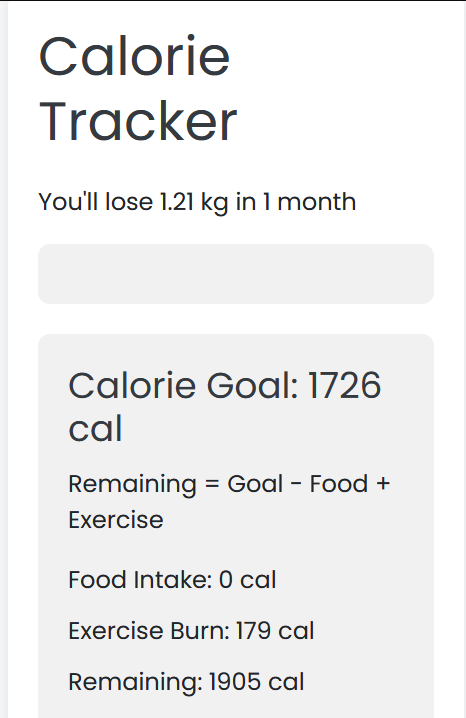 Calorie
Tracker
You'll lose 1.21 kg in 1 month
Calorie Goal: 1726
cal
Remaining = Goal - Food +
Exercise
Food Intake: 0 cal
Exercise Burn: 179 cal
Remaining: 1905 cal